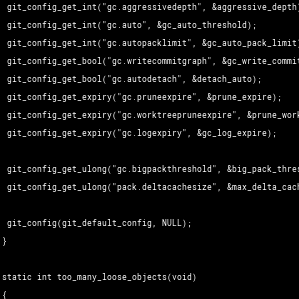 git_config_get_int("gc.aggressivedepth", &aggressive_depth)
git_config_get_int("gc.auto", &gc_auto_threshold);
git_config_get_int("gc.autopacklimit", &gc_auto_pack_limit)
git_config_get_bool("gc.writecommitgraph", &gc_write_commit
git_config_get_bool("gc.autodetach", &detach_auto);
git_config_get_expiry("gc.pruneexpire", &prune_expire);
git_config_get_expiry("gc.worktreepruneexpire", &prune_work
git_config_get_expiry("gc.logexpiry", &gc_log_expire);
git_config_get_ulong("gc.bigpackthreshold", &big_pack_thres
git_config_get_ulong("pack.deltacachesize", &max_delta_cach
git_config(git_default_config, NULL);
}
static int too_many_loose_objects(void)
{